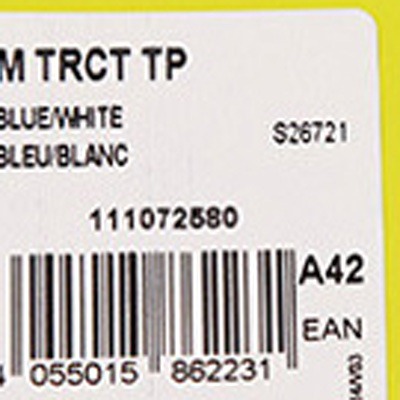 M TRCT TP
BLUE/WHITE
BLEU/BLANC
S26721
111072580
A42
EAN
4 055015 862231